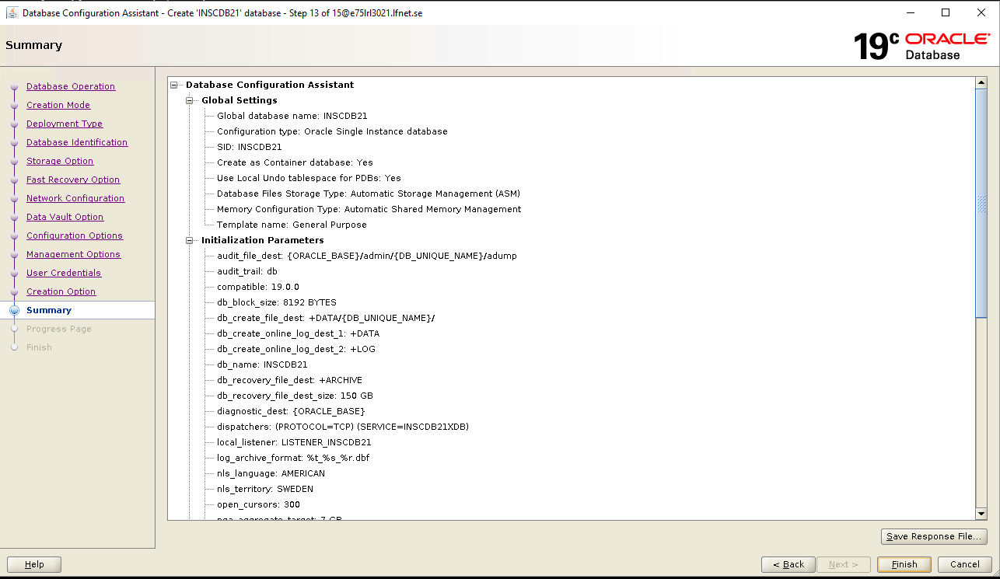 Database Configuration Assistant - Create 'INSCDB21' database - Step 13 of 15@e75lrl3021.lfnet.se
Summary
19c ORACLE
Database
Database Operation
Creation Mode
Deployment Type
Database Identification
Storage Option
Fast Recovery Option
Network Configuration
Data Vault Option
Configuration Options
Management Options
User Credentials
Creation Option
Summary
Progress Page
Finish
Database Configuration Assistant
Global Settings
Global database name: INSCDB21
Configuration type: Oracle Single Instance database
SID: INSCDB21
Create as Container database: Yes
Use Local Undo tablespace for PDBs: Yes
Database Files Storage Type: Automatic Storage Management (ASM)
Memory Configuration Type: Automatic Shared Memory Management
Template name: General Purpose
Initialization Parameters
audit_file_dest: {ORACLE_BASE}/admin/{DB_UNIQUE_NAME}/adump
audit_trail: db
compatible: 19.0.0
db_block_size: 8192 BYTES
db_create_file_dest: +DATA/{DB_UNIQUE_NAME}/
db_create_online_log_dest_1: +DATA
db_create_online_log_dest_2: +LOG
db_name: INSCDB21
db_recovery_file_dest: +ARCHIVE
db_recovery_file_dest_size: 150 GB
diagnostic_dest: {ORACLE_BASE}
dispatchers: (PROTOCOL=TCP) (SERVICE=INSCDB21XDB)
local_listener: LISTENER_INSCDB21
log_archive_format: %t_%s_%r.dbf
nls_language: AMERICAN
nls_territory: SWEDEN
open_cursors: 300
pga_aggregate_target: 7 GB
Save Response File...
Help
< Back
Next >
Finish
Cancel